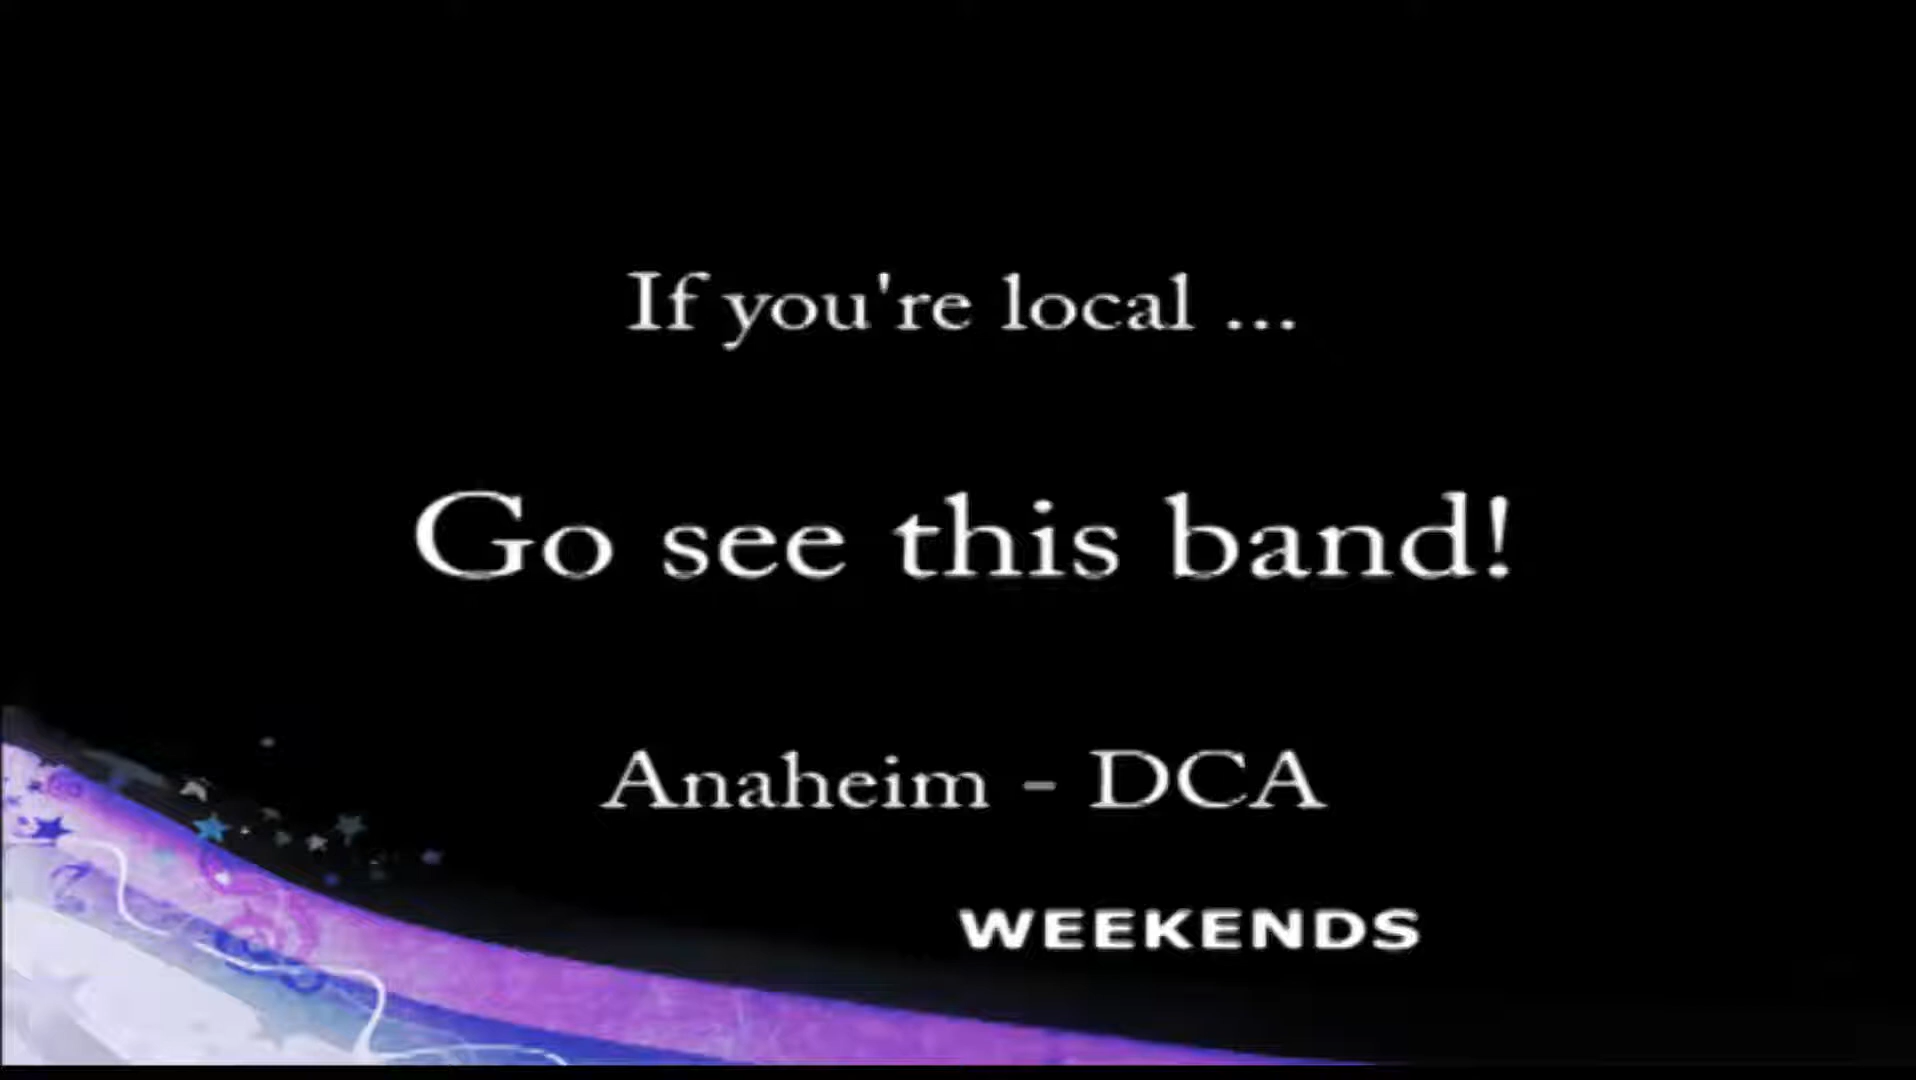 If you're local ...
Go see this band!
Anaheim - DCA
WEEKENDS